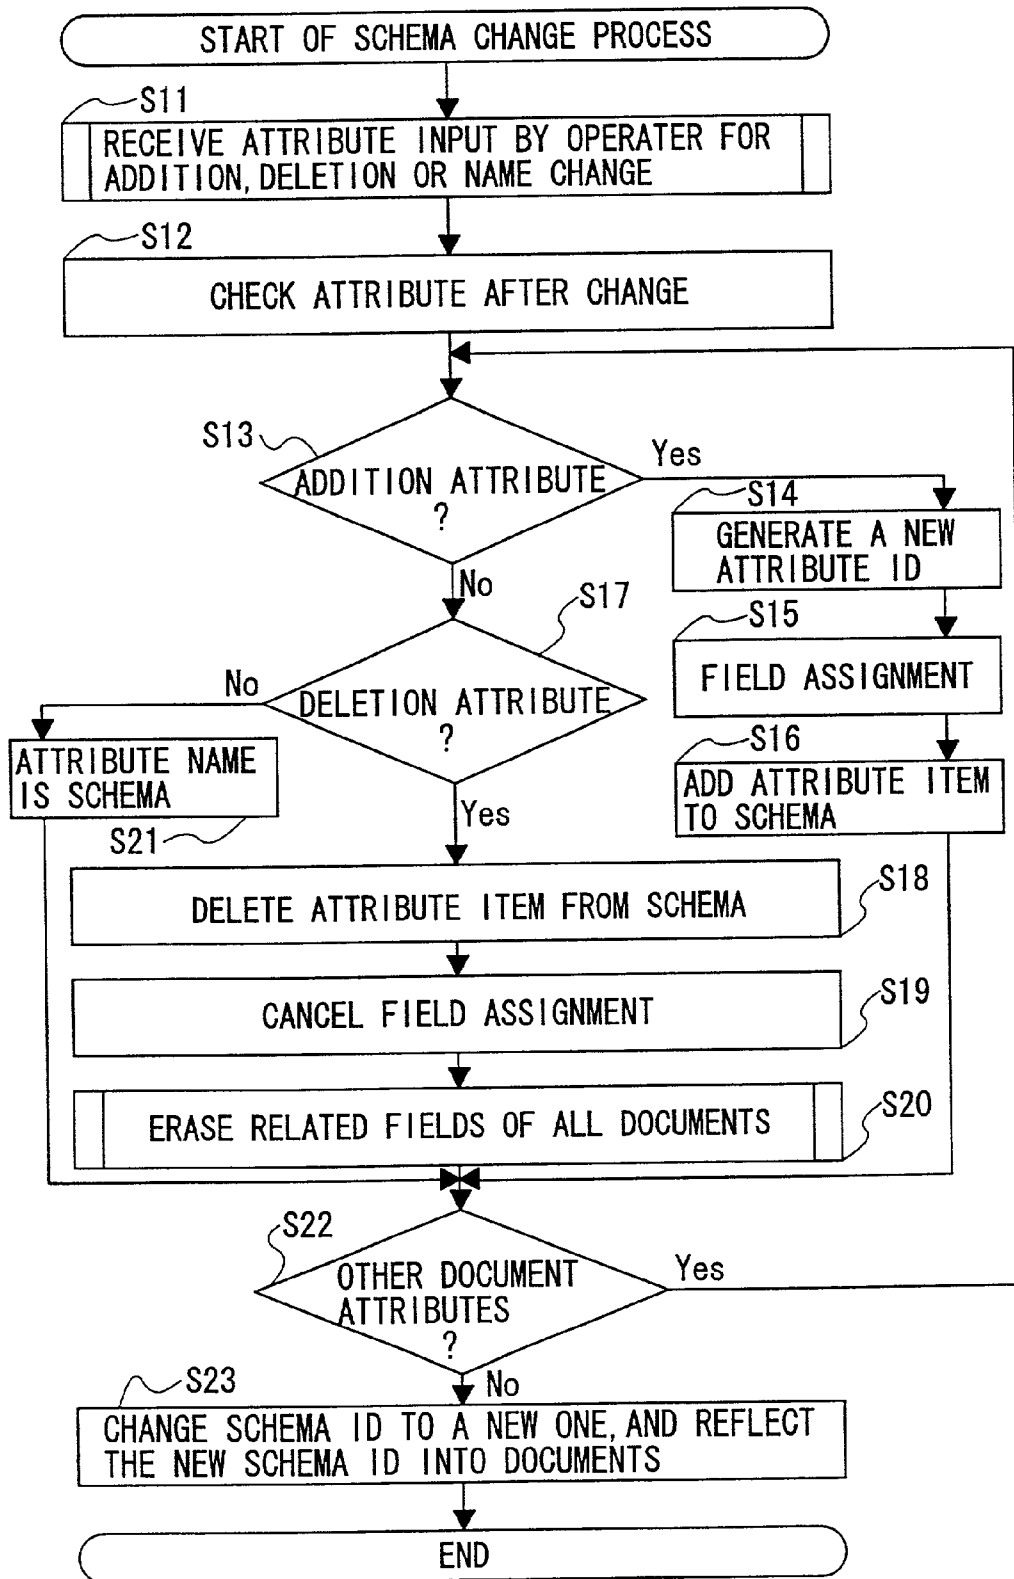 START OF SCHEMA CHANGE PROCESS
S11
RECEIVE ATTRIBUTE INPUT BY OPERATER FOR
ADDITION, DELETION OR NAME CHANGE
S12
CHECK ATTRIBUTE AFTER CHANGE
S13
ADDITION ATTRIBUTE
?
Yes
S14
GENERATE A NEW
ATTRIBUTE ID
No
S15
FIELD ASSIGNMENT
S16
ADD ATTRIBUTE ITEM
TO SCHEMA
S17
DELETION ATTRIBUTE
?
No
ATTRIBUTE NAME
IS SCHEMA
S21
Yes
S18
DELETE ATTRIBUTE ITEM FROM SCHEMA
S19
CANCEL FIELD ASSIGNMENT
S20
ERASE RELATED FIELDS OF ALL DOCUMENTS
S22
OTHER DOCUMENT
ATTRIBUTES
?
Yes
No
S23
CHANGE SCHEMA ID TO A NEW ONE, AND REFLECT
THE NEW SCHEMA ID INTO DOCUMENTS
END